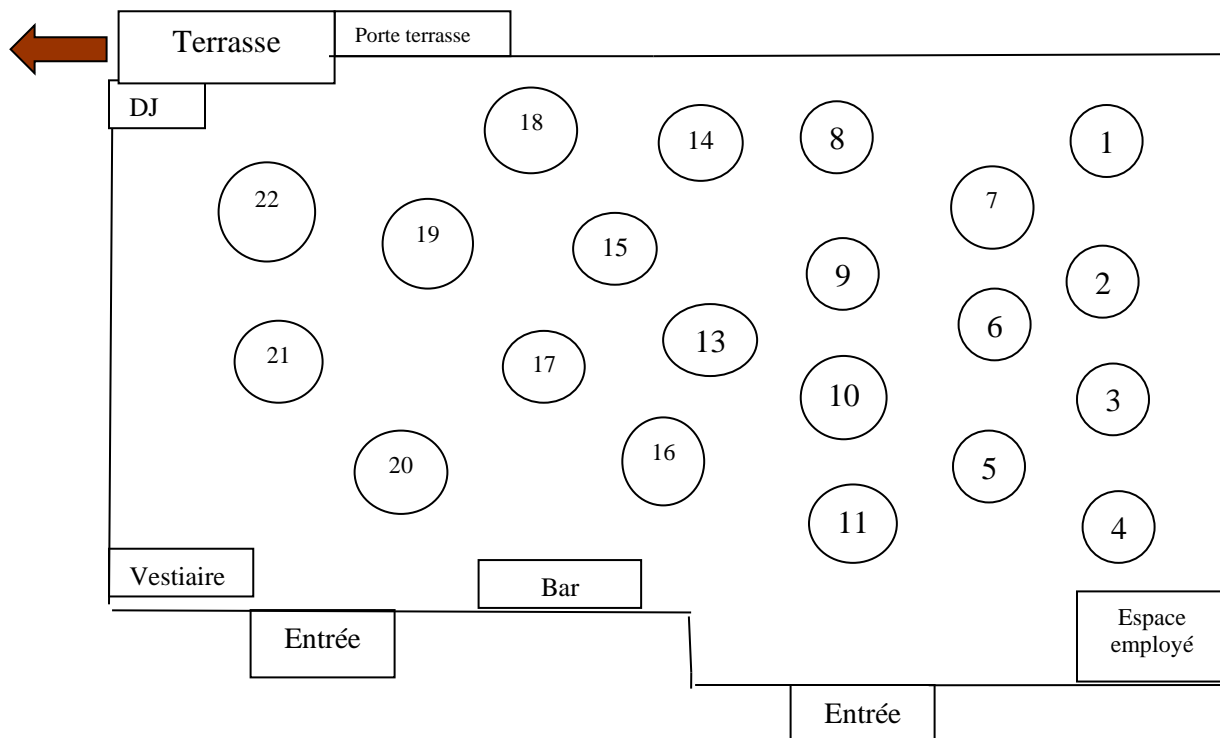 Terrasse
Porte terrasse
DJ
18
14
8
1
22
7
19
15
9
2
6
13
21
17
10
3
20
16
5
11
4
Vestiaire
Bar
Espace
employé
Entrée
Entrée